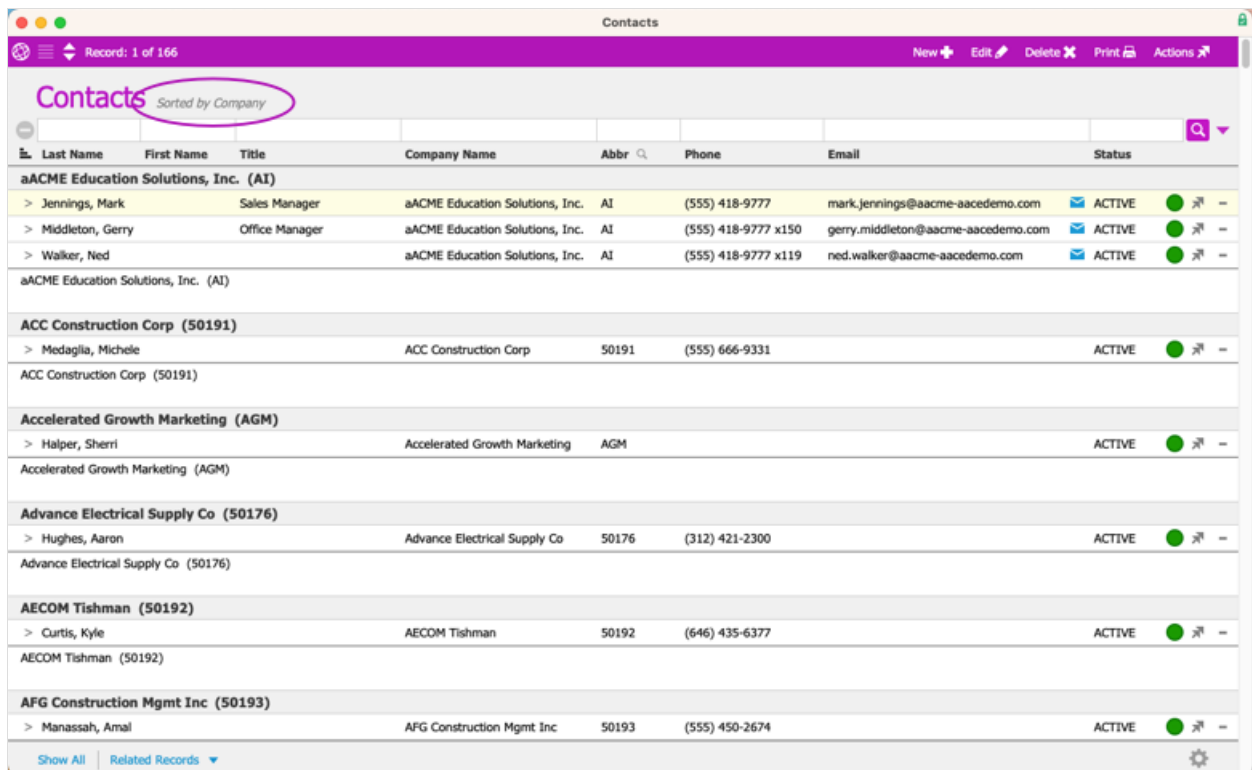 Contacts
Record: 1 of 166 New Edit Delete Print Actions
Contacts Sorted by Company
Last Name First Name Title Company Name Abbr Phone Email Status
aACME Education Solutions, Inc. (AI)
> Jennings, Mark Sales Manager aACME Education Solutions, Inc. AI (555) 418-9777 mark.jennings@aacme-aacedemo.com ACTIVE
> Middleton, Gerry Office Manager aACME Education Solutions, Inc. AI (555) 418-9777 x150 gerry.middleton@aacme-aacedemo.com ACTIVE
> Walker, Ned aACME Education Solutions, Inc. AI (555) 418-9777 x119 ned.walker@aacme-aacedemo.com ACTIVE
aACME Education Solutions, Inc. (AI)
ACC Construction Corp (50191)
> Medaglia, Michele ACC Construction Corp 50191 (555) 666-9331 ACTIVE
ACC Construction Corp (50191)
Accelerated Growth Marketing (AGM)
> Halper, Sherri Accelerated Growth Marketing AGM ACTIVE
Accelerated Growth Marketing (AGM)
Advance Electrical Supply Co (50176)
> Hughes, Aaron Advance Electrical Supply Co 50176 (312) 421-2300 ACTIVE
Advance Electrical Supply Co (50176)
AECOM Tishman (50192)
> Curtis, Kyle AECOM Tishman 50192 (646) 435-6377 ACTIVE
AECOM Tishman (50192)
AFG Construction Mgmt Inc (50193)
> Manassah, Amal AFG Construction Mgmt Inc 50193 (555) 450-2674 ACTIVE
Show All Related Records